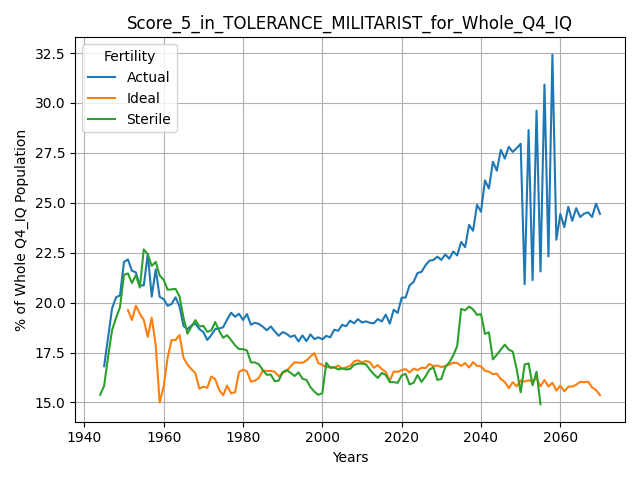 Score_5_in_TOLERANCE_MILITARIST_for_Whole_Q4_IQ
Fertility
Actual
Ideal
Sterile
% of Whole Q4_IQ Population
32.5
30.0
27.5
25.0
22.5
20.0
17.5
15.0
1940 1960 1980 2000 2020 2040 2060
Years